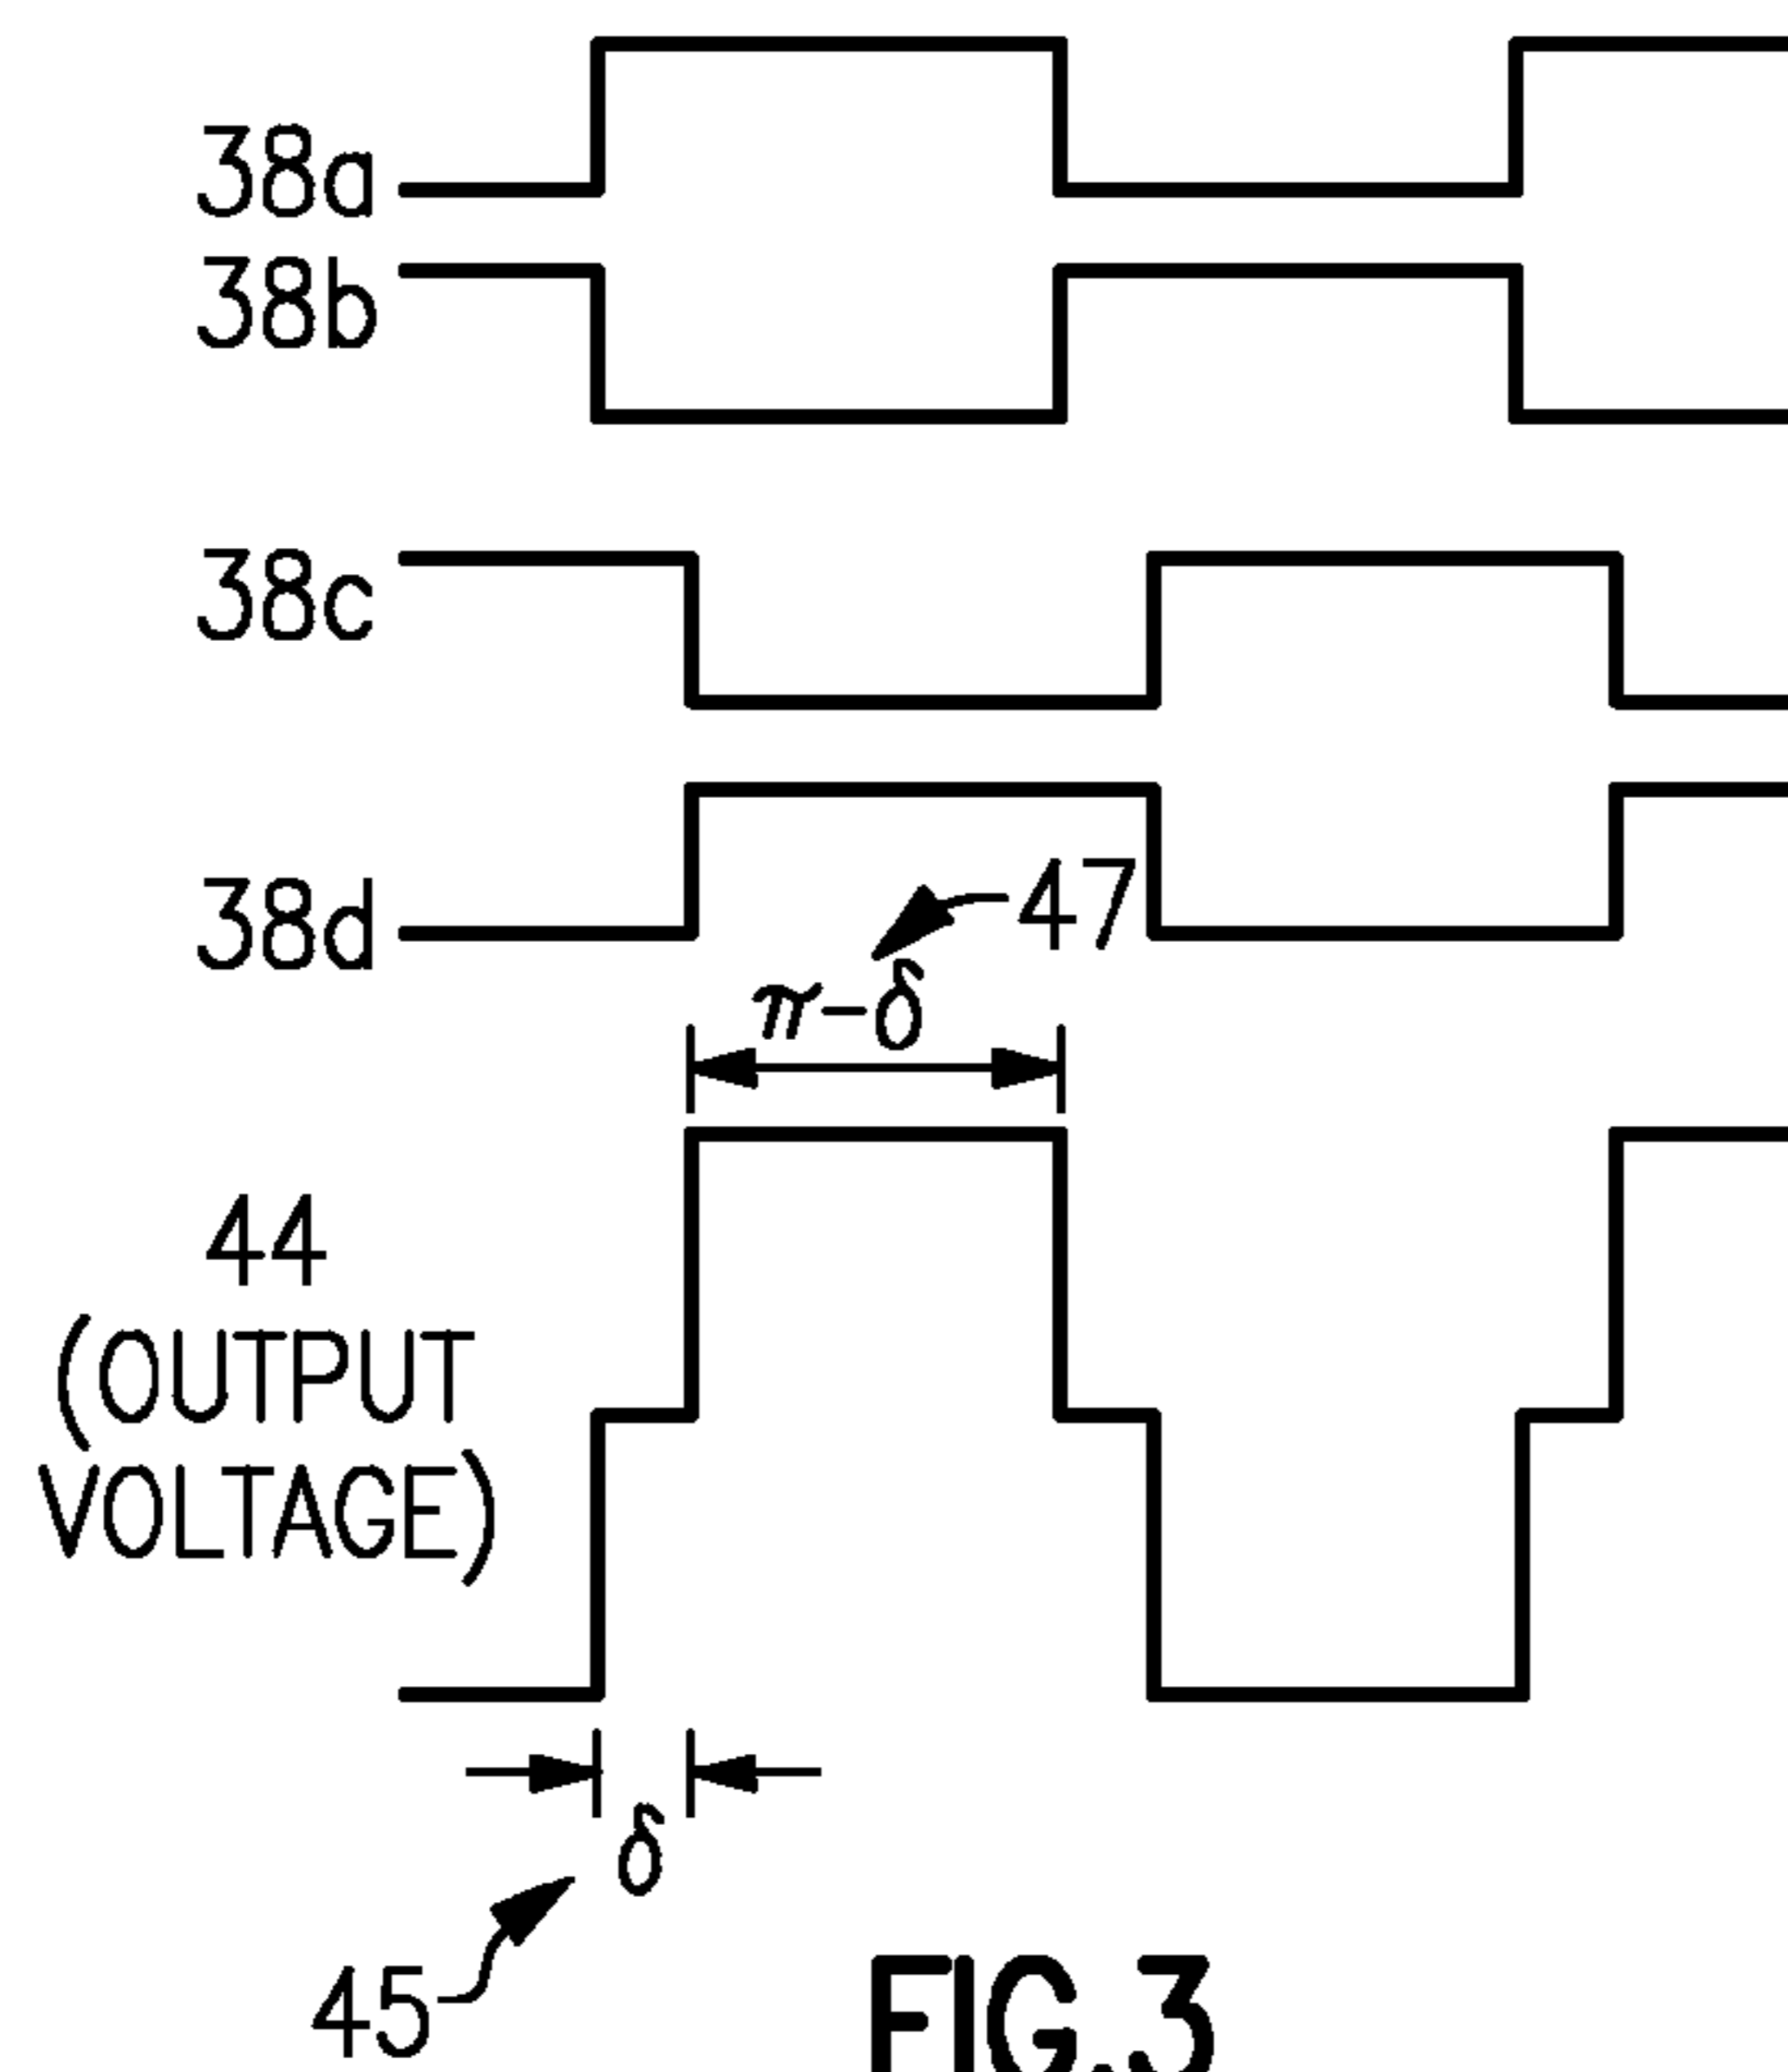 38a
38b
38c
38d
47
π-δ
44
(OUTPUT
VOLTAGE)
δ
45
FIG.3